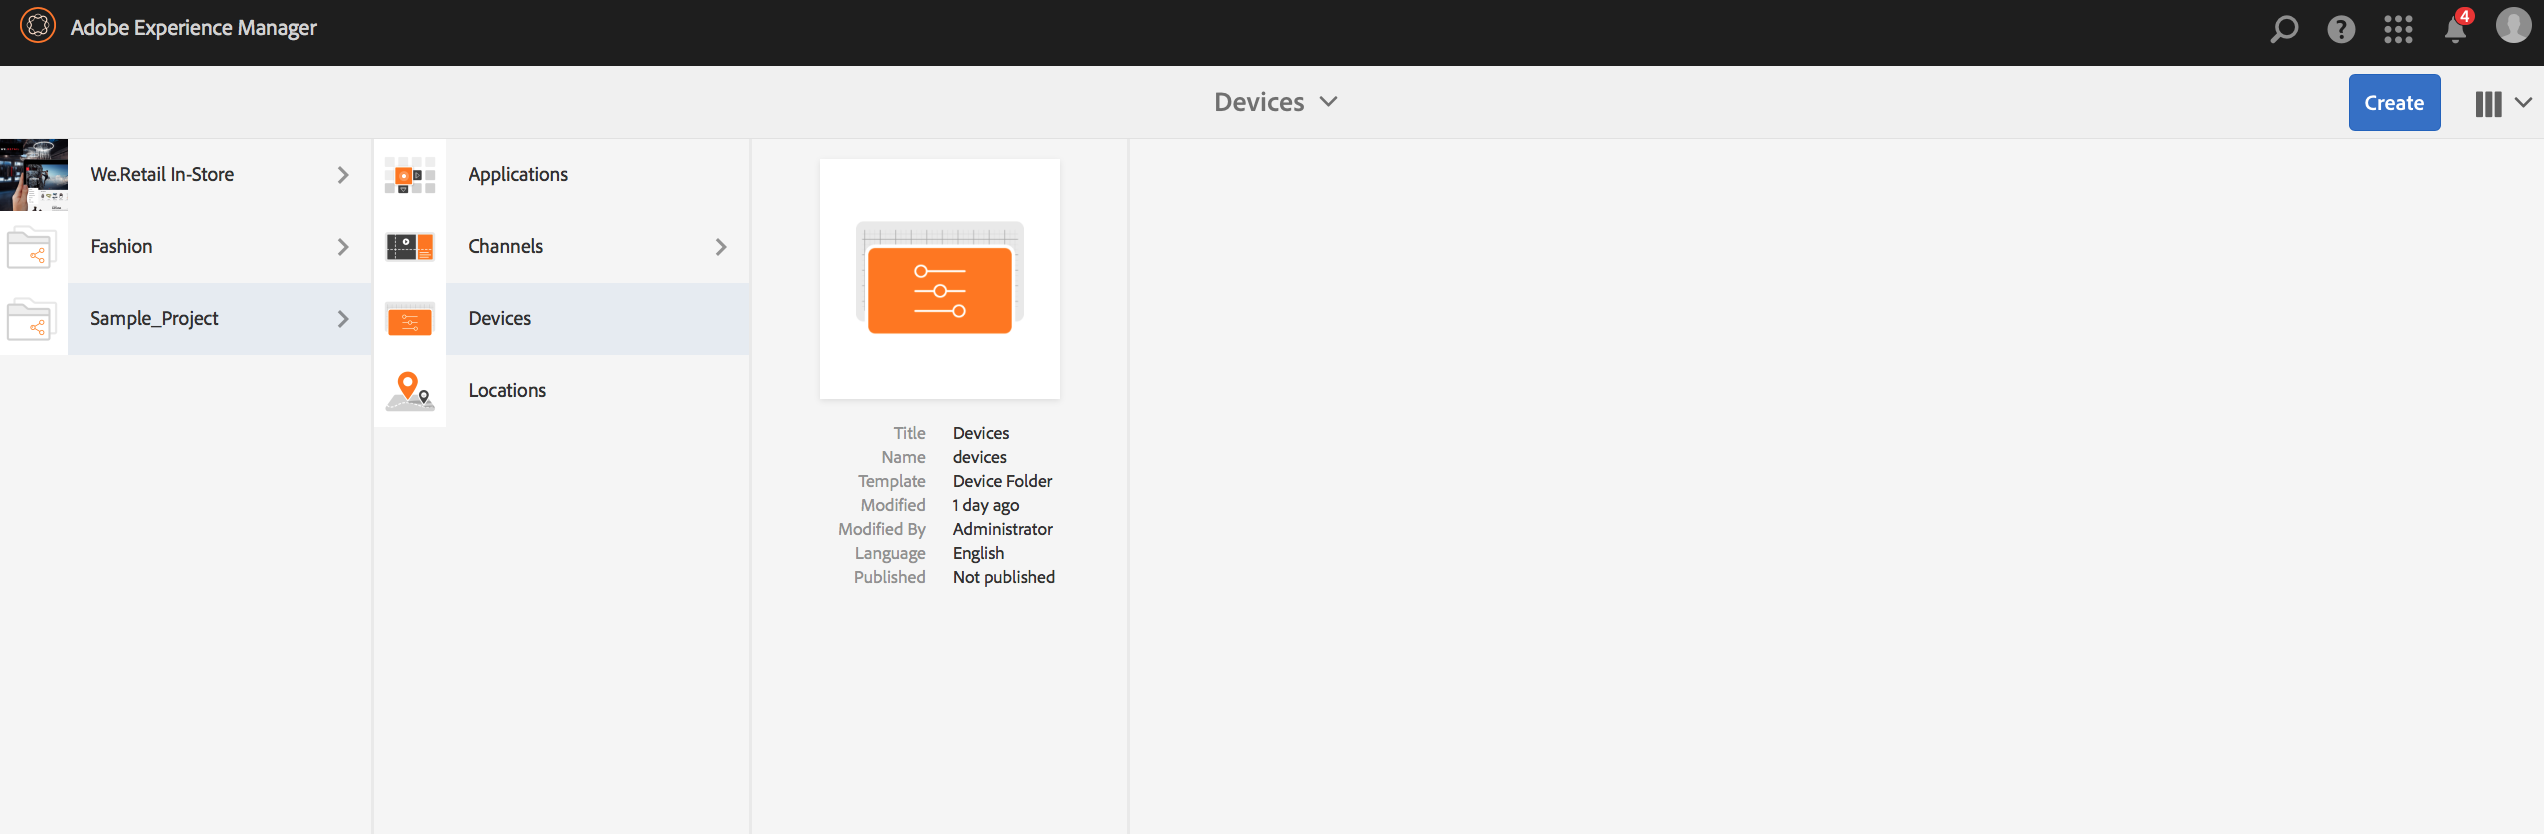 Adobe Experience Manager
4
Devices
Create
We.Retail In-Store
Fashion
Sample_Project
Applications
Channels
Devices
Locations
Title Devices
Name devices
Template Device Folder
Modified 1 day ago
Modified By Administrator
Language English
Published Not published